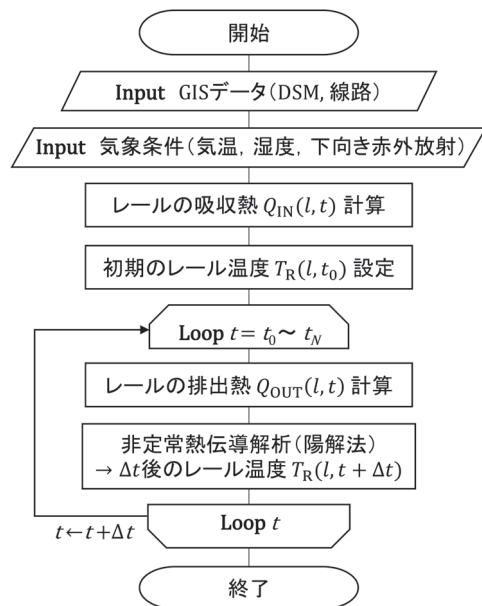 開始
Input GISデータ(DSM, 線路)
Input 気象条件(気温, 湿度, 下向き赤外放射)
レールの吸収熱 Q_IN(l, t) 計算
初期のレール温度 T_R(l, t_0) 設定
Loop t = t_0～ t_N
レールの排出熱 Q_OUT(l, t) 計算
非定常熱伝導解析(陽解法)
→ Δt後のレール温度 T_R(l, t + Δt)
Loop t
t←t+Δt
終了